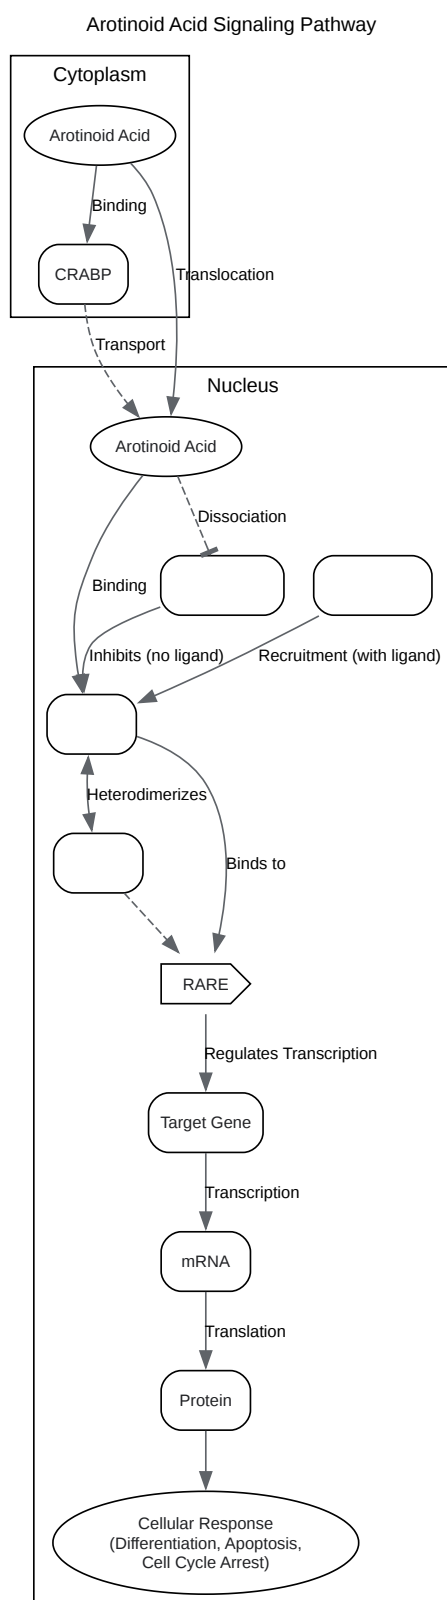 Arotinoid Acid Signaling Pathway
Cytoplasm
Arotinoid Acid
Binding
CRABP
Translocation
Transport
Nucleus
Arotinoid Acid
Dissociation
Binding
Inhibits (no ligand)
Recruitment (with ligand)
Heterodimerizes
Binds to
RARE
Regulates Transcription
Target Gene
Transcription
mRNA
Translation
Protein
Cellular Response
(Differentiation, Apoptosis,
Cell Cycle Arrest)